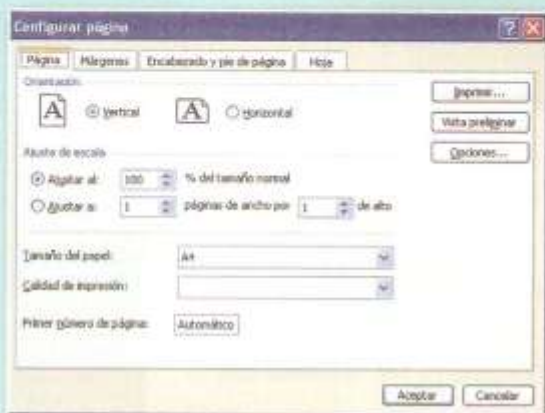 Configurar página
Página Márgenes Encabezado y pie de página Hoja
Orientación
A Vertical A Horizontal
Imprimir...
Vista preliminar
Opciones...
Ajuste de escala
Ajustar al: 100 % del tamaño normal
Ajustar a: 1 páginas de ancho por 1 de alto
Tamaño del papel: A4
Calidad de impresión:
Primer número de página: Automático
Aceptar Cancelar